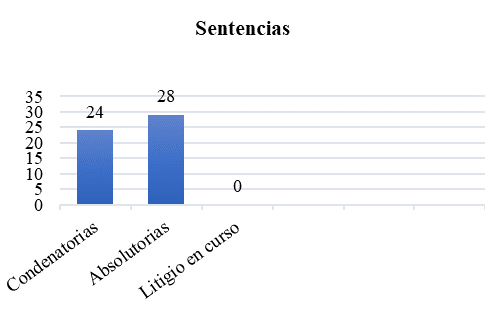 Sentencias
35
30
25
20
15
10
5
0
24
28
0
Condenatorias
Absolutorias
Litigio en curso